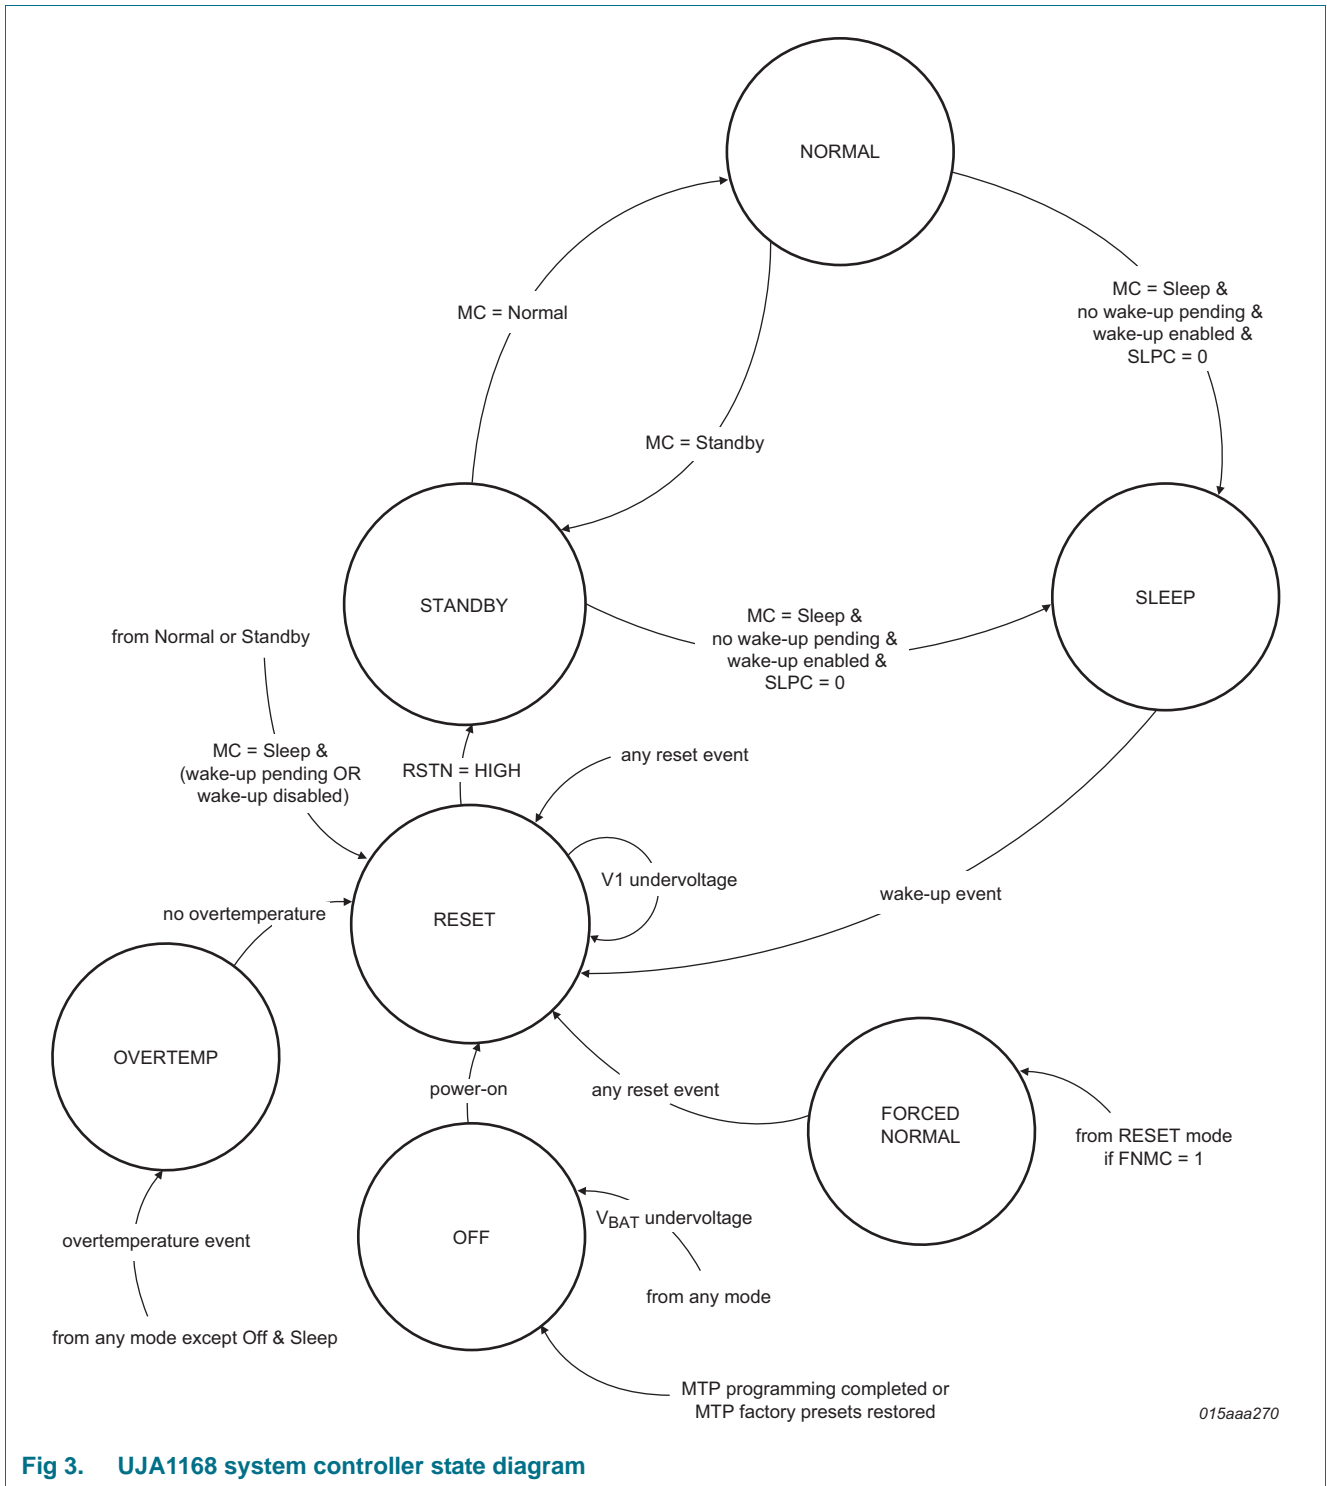 NORMAL
MC = Sleep &
no wake-up pending &
wake-up enabled &
SLPC = 0
MC = Normal
MC = Standby
STANDBY
SLEEP
MC = Sleep &
no wake-up pending &
wake-up enabled &
SLPC = 0
from Normal or Standby
MC = Sleep &
(wake-up pending OR
wake-up disabled)
RSTN = HIGH
any reset event
V1 undervoltage
wake-up event
no overtemperature
RESET
OVERTEMP
power-on
any reset event
FORCED
NORMAL
from RESET mode
if FNMC = 1
overtemperature event
OFF
VBAT undervoltage
from any mode
from any mode except Off & Sleep
MTP programming completed or
MTP factory presets restored
015aaa270
Fig 3. UJA1168 system controller state diagram